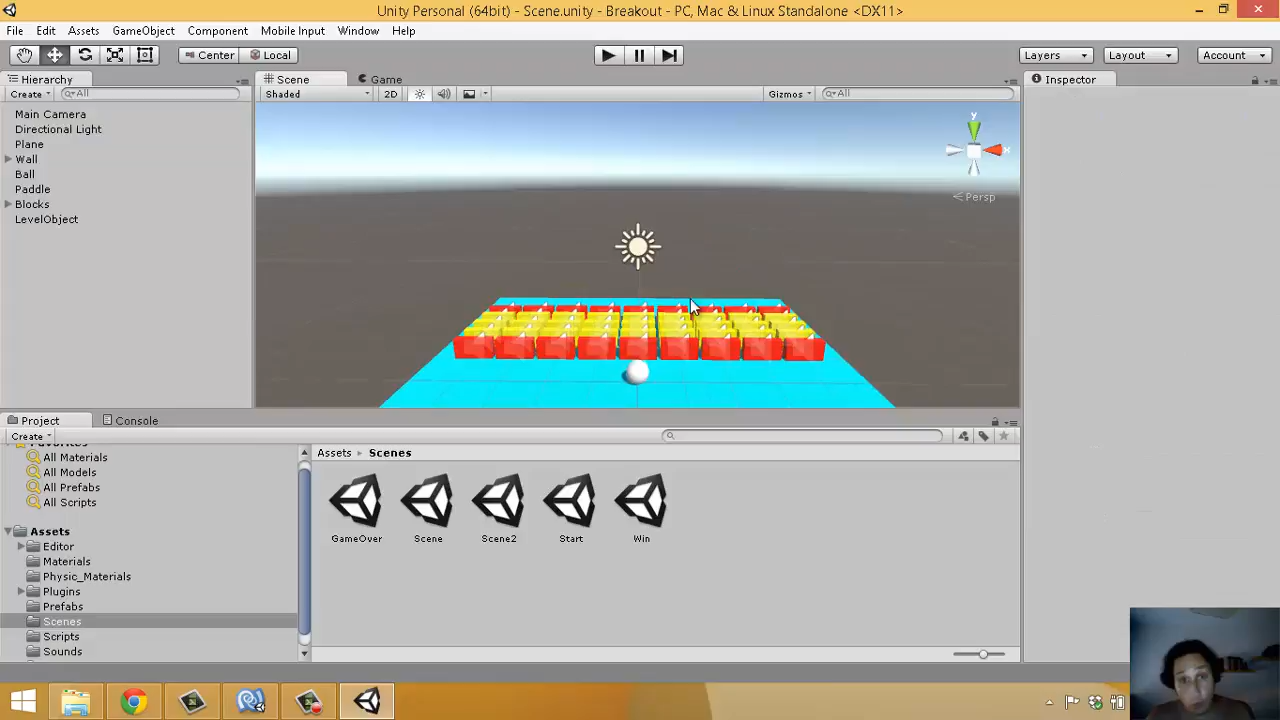 Unity Personal (64bit) - Scene.unity - Breakout - PC, Mac & Linux Standalone <DX11>
File Edit Assets GameObject Component Mobile Input Window Help
Center Local Layers Layout Account
Hierarchy Scene Game Inspector
Create All Shaded 2D Gizmos All
Main Camera
Directional Light
Plane
Wall
Ball
Paddle
Blocks
LevelObject
y
x
Persp
Project Console
Create
Favorites
All Materials
All Models
All Prefabs
All Scripts
Assets
Editor
Materials
Physic_Materials
Plugins
Prefabs
Scenes
Scripts
Sounds
Assets Scenes
GameOver Scene Scene2 Start Win